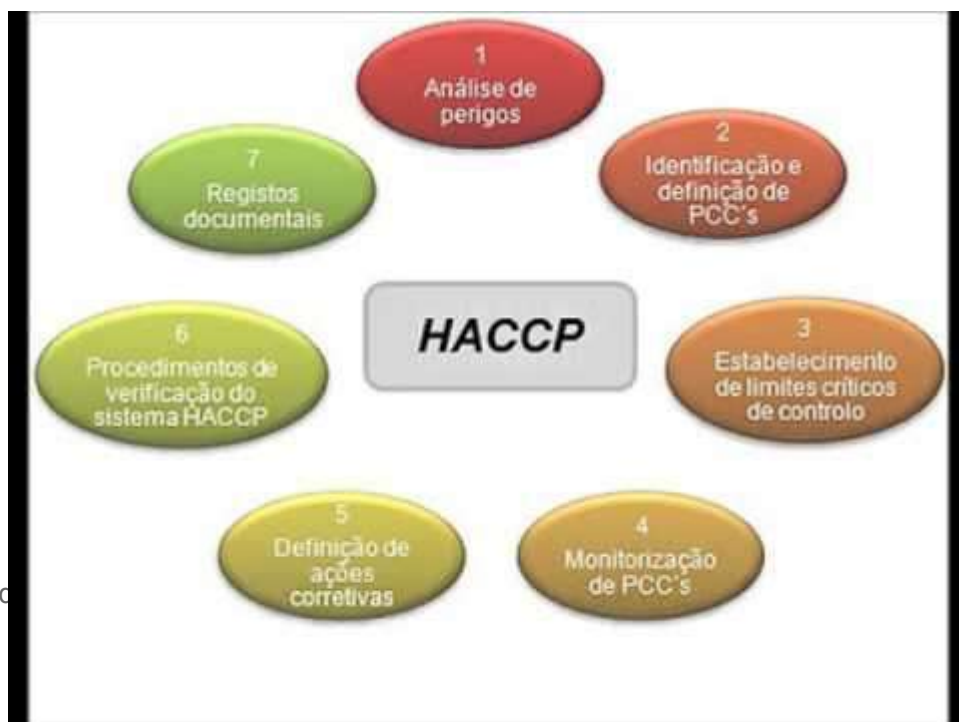 HACCP
1
Análise de
perigos
2
Identificação e
definição de
PCC´s
3
Estabelecimento
de limites críticos
de controlo
4
Monitorização
de PCC´s
5
Definição de
ações
corretivas
6
Procedimentos de
verificação do
sistema HACCP
7
Registos
documentais